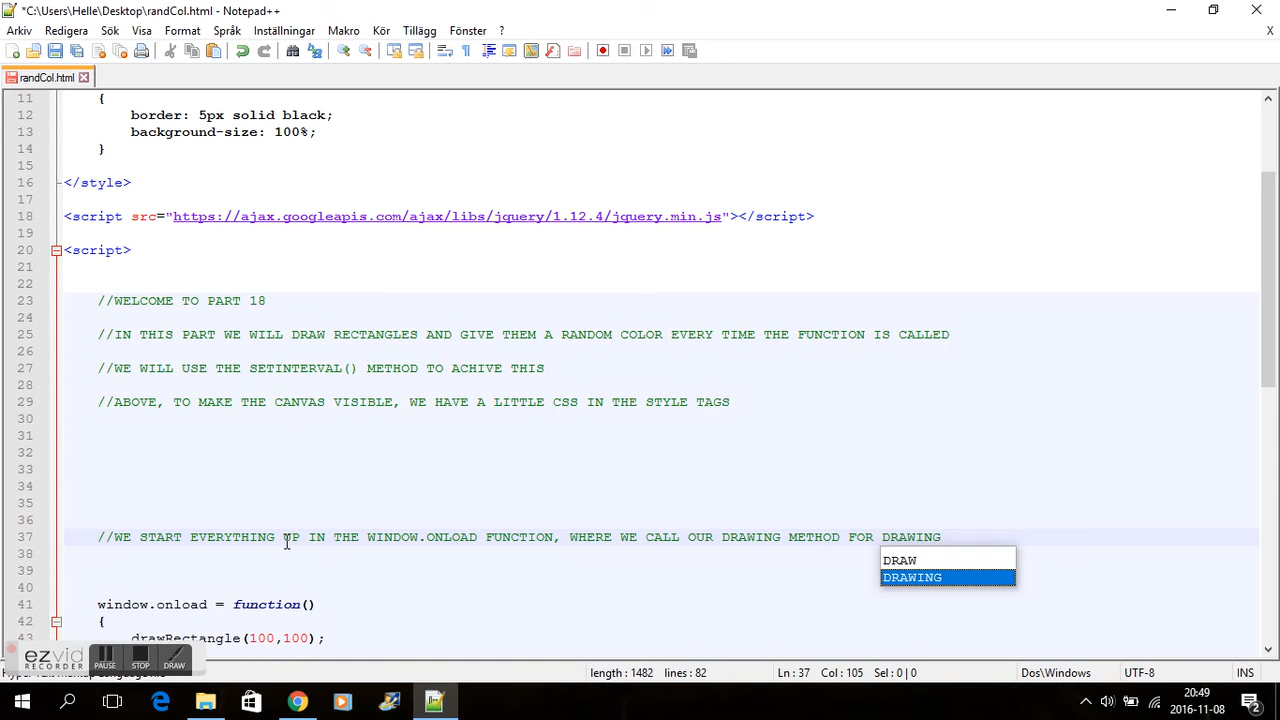 *C:\Users\Helle\Desktop\randCol.html - Notepad++
Arkiv Redigera Sök Visa Format Språk Inställningar Makro Kör Tillägg Fönster ? X
randCol.html
11 {
12 border: 5px solid black;
13 background-size: 100%;
14 }
15
16 </style>
17
18 <script src="https://ajax.googleapis.com/ajax/libs/jquery/1.12.4/jquery.min.js"></script>
19
20 <script>
21
22
23 //WELCOME TO PART 18
24
25 //IN THIS PART WE WILL DRAW RECTANGLES AND GIVE THEM A RANDOM COLOR EVERY TIME THE FUNCTION IS CALLED
26
27 //WE WILL USE THE SETINTERVAL() METHOD TO ACHIVE THIS
28
29 //ABOVE, TO MAKE THE CANVAS VISIBLE, WE HAVE A LITTLE CSS IN THE STYLE TAGS
30
31
32
33
34
35
36
37 //WE START EVERYTHING UP IN THE WINDOW.ONLOAD FUNCTION, WHERE WE CALL OUR DRAWING METHOD FOR DRAWING
38
DRAW
DRAWING
39
40
41 window.onload = function()
42 {
43 drawRectangle(100,100);
ezvid
RECORDER
PAUSE STOP DRAW
length : 1482 lines : 82 Ln : 37 Col : 105 Sel : 0 | 0 Dos\Windows UTF-8 INS
20:49
2016-11-08
2